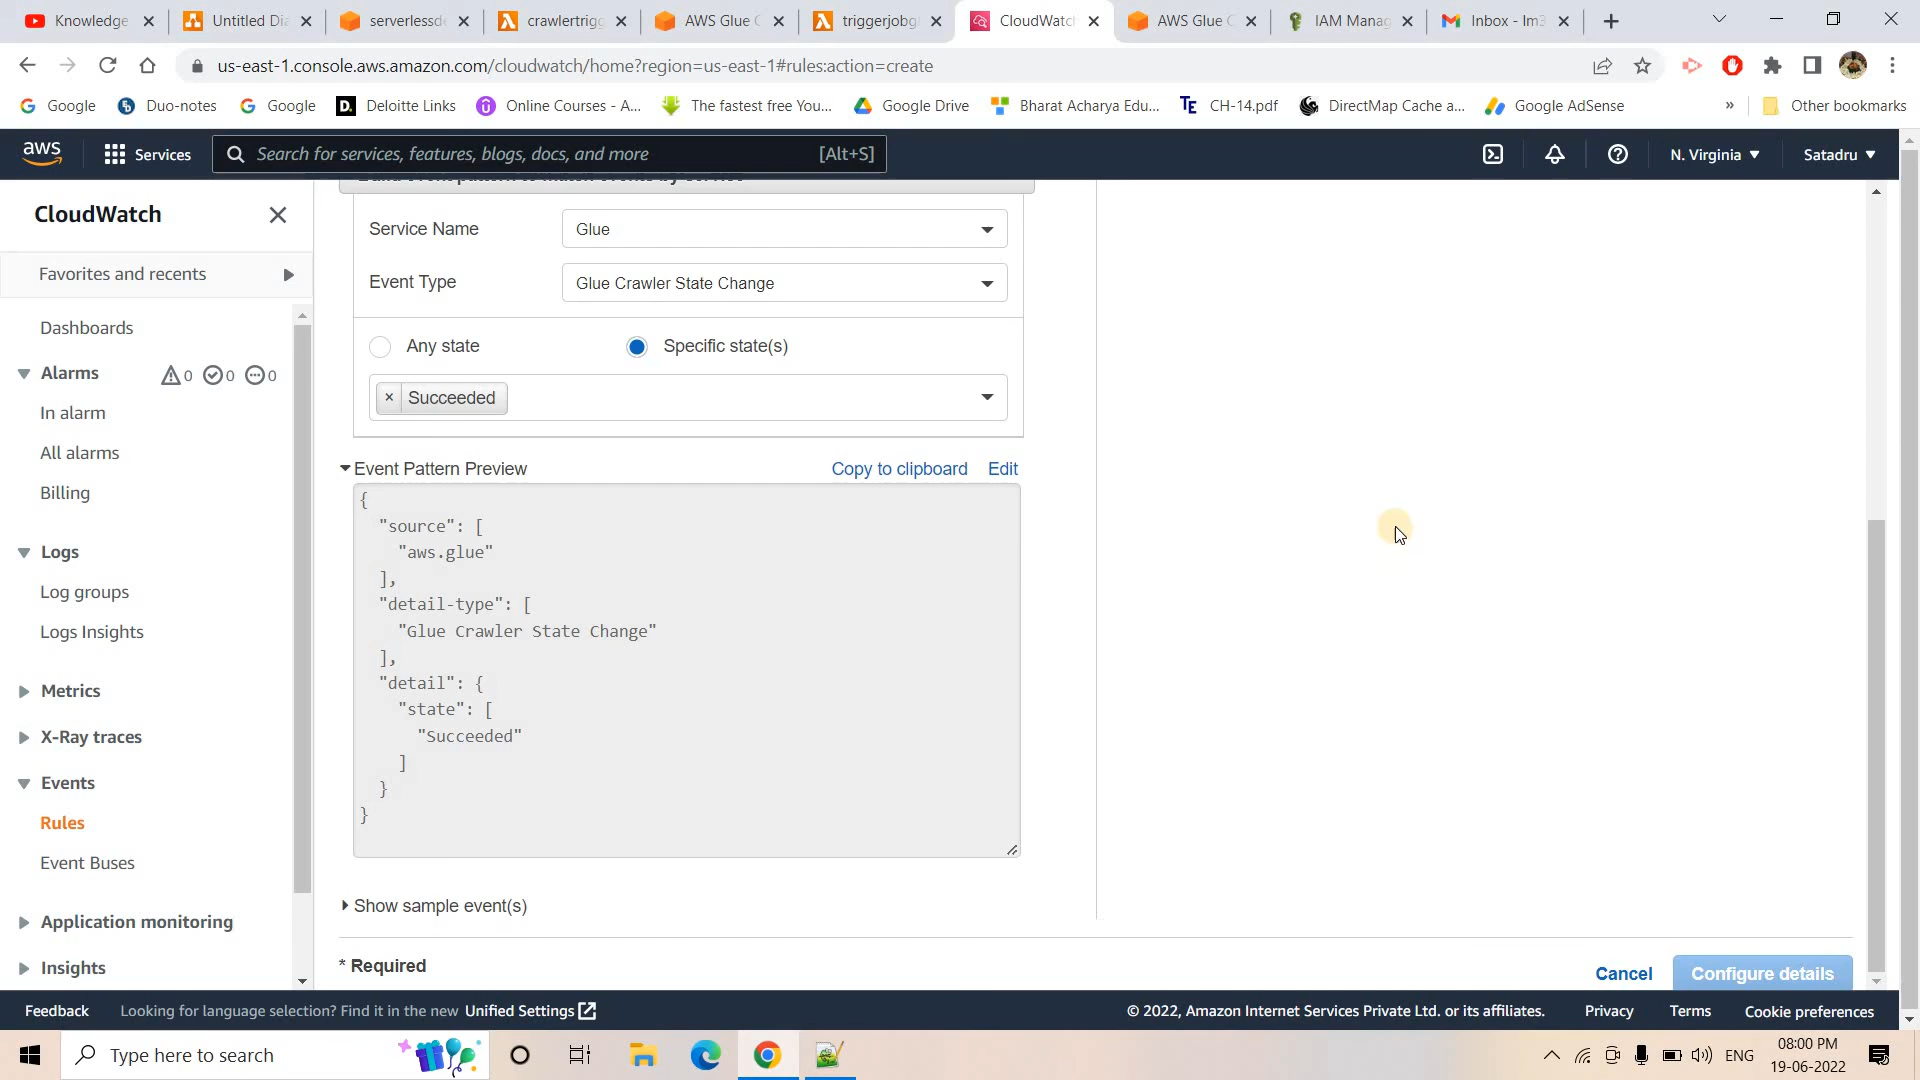 Knowledge
Untitled Dia
serverlessde
crawlertrigg
AWS Glue C
triggerjobgl
CloudWatch
AWS Glue C
IAM Manag
Inbox - lm3
us-east-1.console.aws.amazon.com/cloudwatch/home?region=us-east-1#rules:action=create
Google
Duo-notes
Google
Deloitte Links
Online Courses - A...
The fastest free You...
Google Drive
Bharat Acharya Edu...
CH-14.pdf
DirectMap Cache a...
Google AdSense
»
Other bookmarks
aws
Services
Search for services, features, blogs, docs, and more
[Alt+S]
N. Virginia
Satadru
CloudWatch
Favorites and recents
Dashboards
Alarms
0
0
0
In alarm
All alarms
Billing
Logs
Log groups
Logs Insights
Metrics
X-Ray traces
Events
Rules
Event Buses
Application monitoring
Insights
Service Name
Glue
Event Type
Glue Crawler State Change
Any state
Specific state(s)
× Succeeded
Event Pattern Preview
Copy to clipboard
Edit
{
"source": [
"aws.glue"
],
"detail-type": [
"Glue Crawler State Change"
],
"detail": {
"state": [
"Succeeded"
]
}
}
Show sample event(s)
* Required
Cancel
Configure details
Feedback
Looking for language selection? Find it in the new Unified Settings
© 2022, Amazon Internet Services Private Ltd. or its affiliates.
Privacy
Terms
Cookie preferences
Type here to search
ENG
08:00 PM
19-06-2022